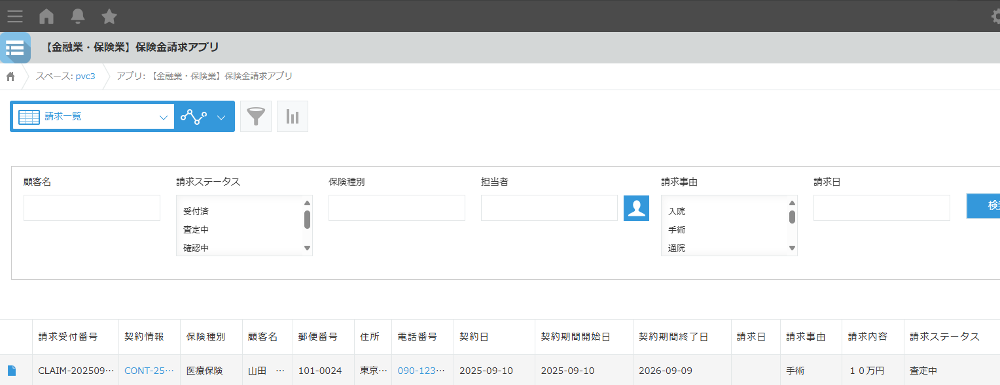 【金融業・保険業】保険金請求アプリ
スペース: pvc3 アプリ: 【金融業・保険業】保険金請求アプリ
請求一覧
顧客名 請求ステータス 保険種別 担当者 請求事由 請求日
検
受付済 入院
査定中 手術
確認中 通院
請求受付番号 契約情報 保険種別 顧客名 郵便番号 住所 電話番号 契約日 契約期間開始日 契約期間終了日 請求日 請求事由 請求内容 請求ステータス
CLAIM-202509… CONT-25… 医療保険 山田 … 101-0024 東京… 090-123… 2025-09-10 2025-09-10 2026-09-09 手術 １０万円 査定中